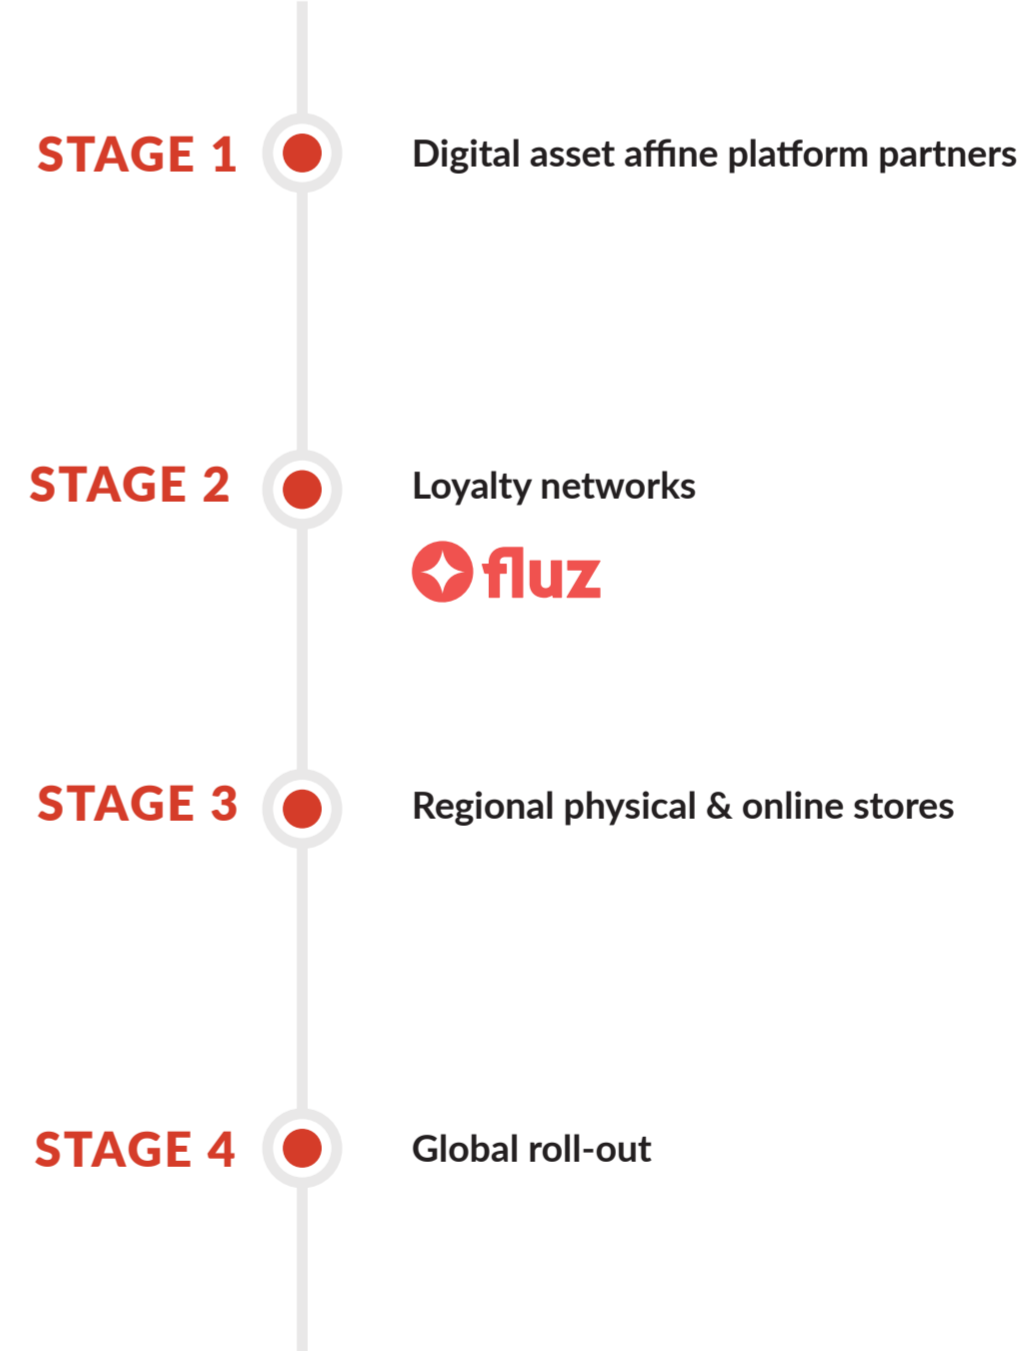 STAGE 1
Digital asset affine platform partners
STAGE 2
Loyalty networks
fluz
STAGE 3
Regional physical & online stores
STAGE 4
Global roll-out